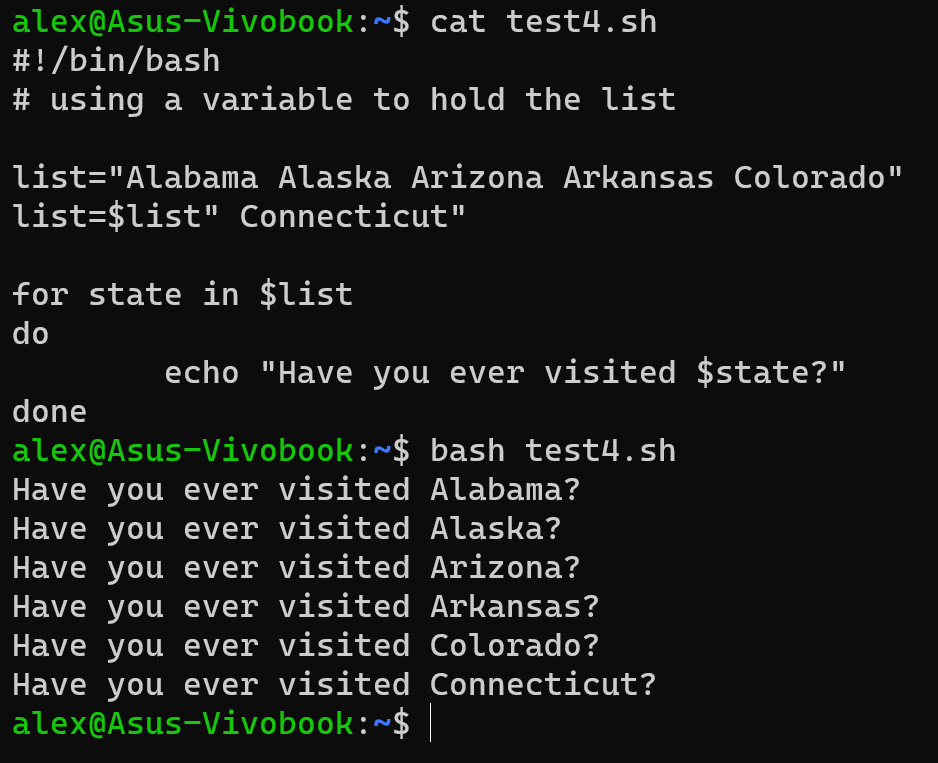 alex@Asus-Vivobook:~$ cat test4.sh
#!/bin/bash
# using a variable to hold the list

list="Alabama Alaska Arizona Arkansas Colorado"
list=$list" Connecticut"

for state in $list
do
        echo "Have you ever visited $state?"
done
alex@Asus-Vivobook:~$ bash test4.sh
Have you ever visited Alabama?
Have you ever visited Alaska?
Have you ever visited Arizona?
Have you ever visited Arkansas?
Have you ever visited Colorado?
Have you ever visited Connecticut?
alex@Asus-Vivobook:~$